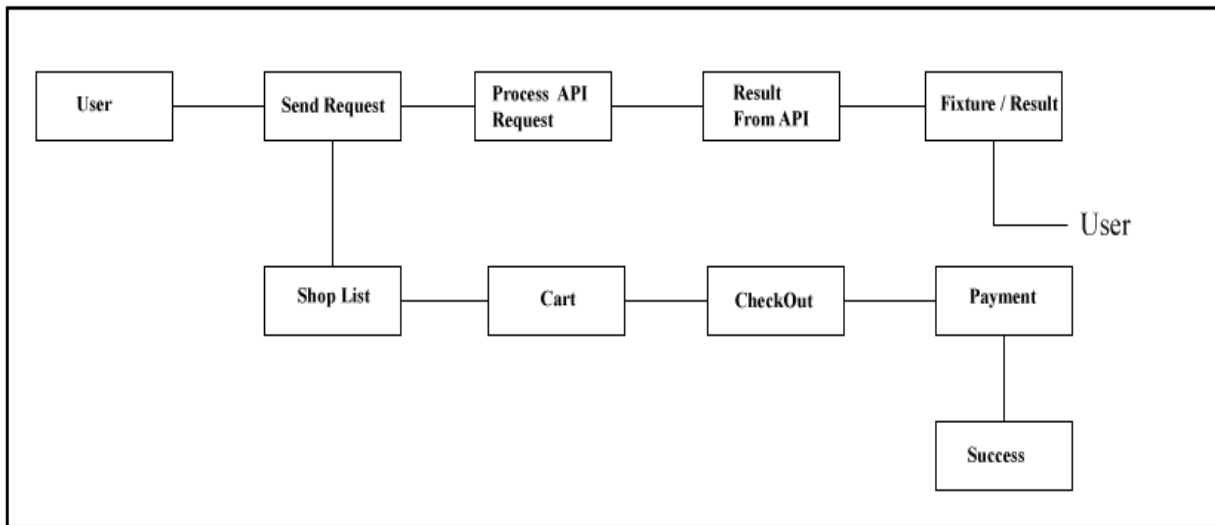 User
Send Request
Process API
Request
Result
From API
Fixture / Result
User
Shop List
Cart
CheckOut
Payment
Success